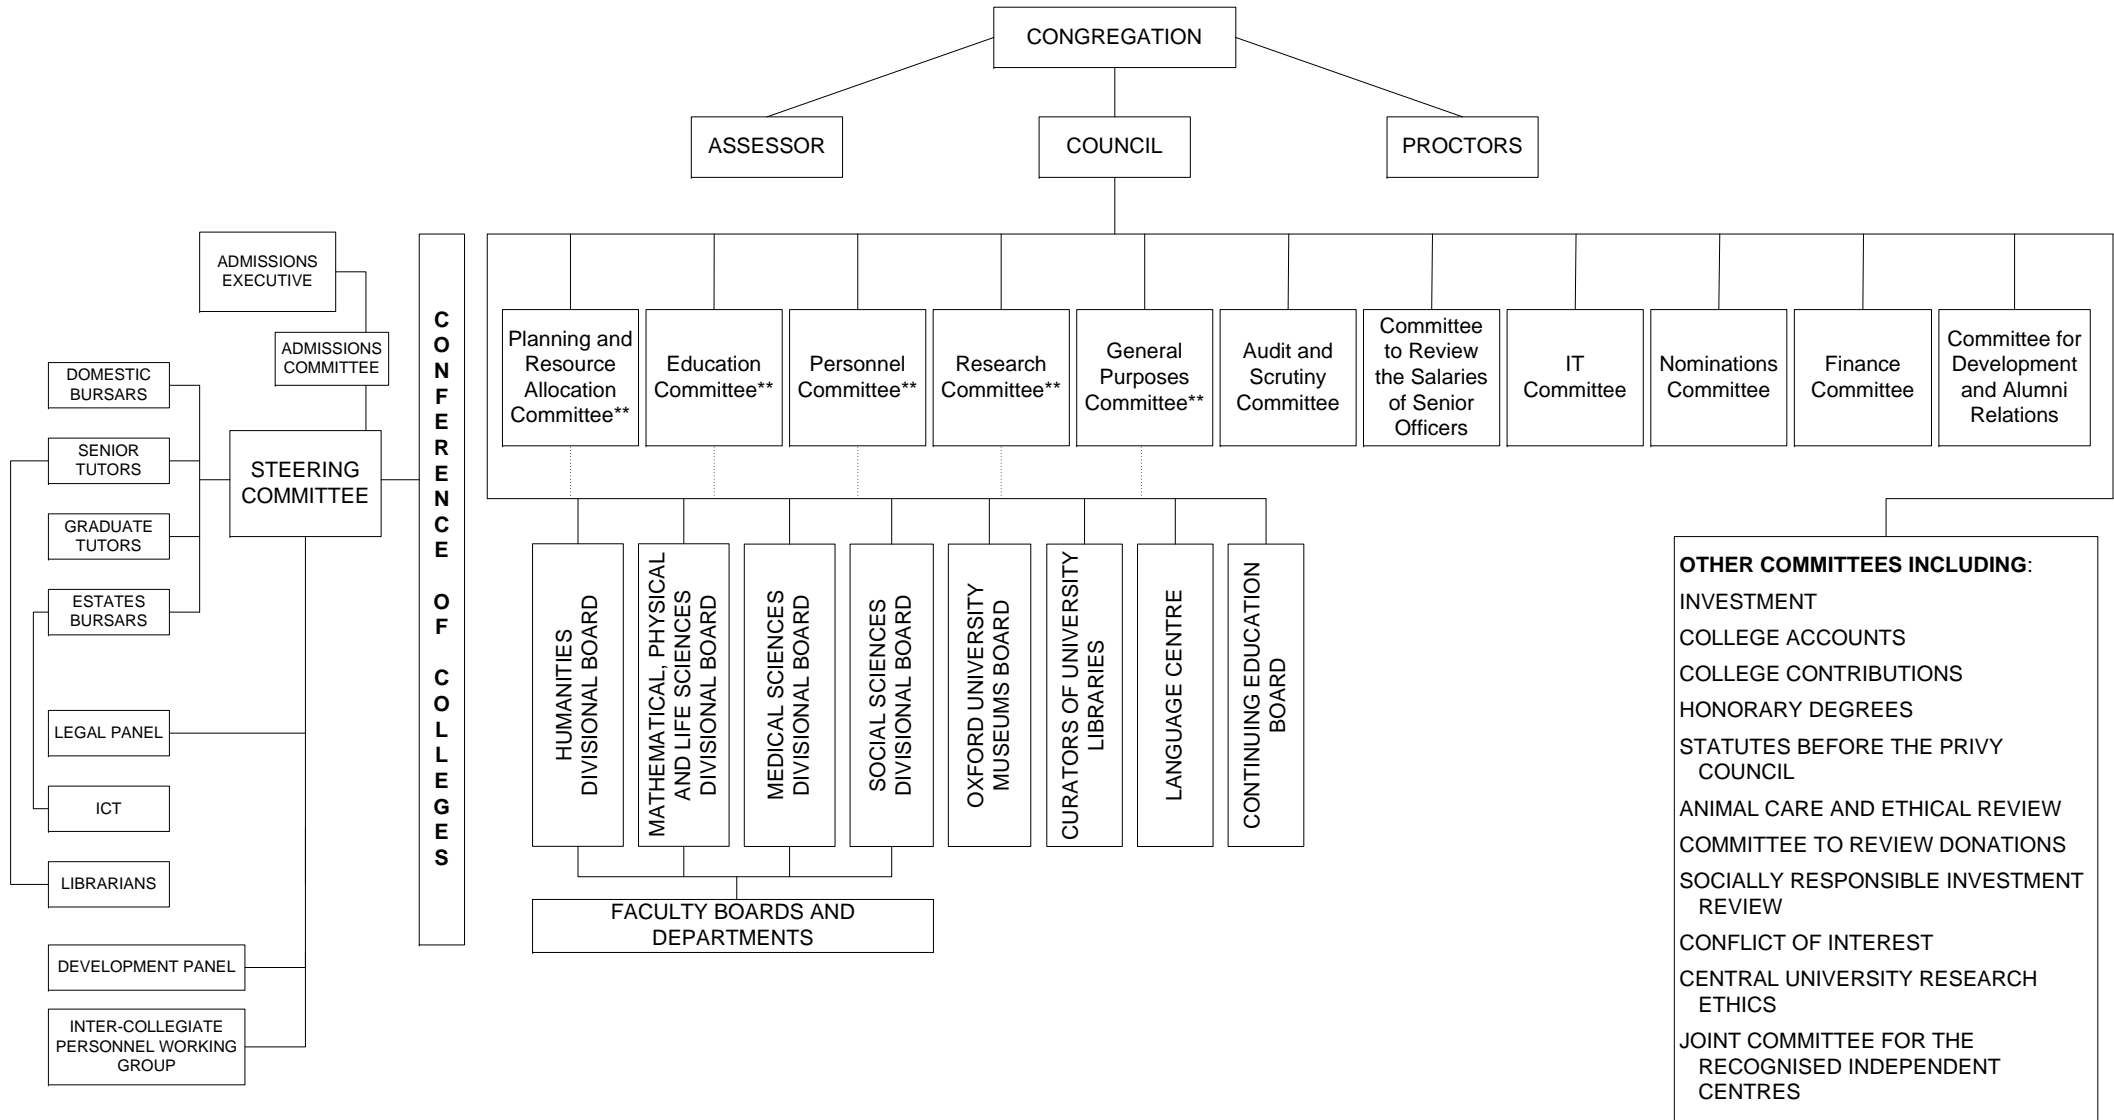 CONGREGATION
ASSESSOR
COUNCIL
PROCTORS
ADMISSIONS
EXECUTIVE
ADMISSIONS
COMMITTEE
DOMESTIC
BURSARS
SENIOR
TUTORS
GRADUATE
TUTORS
ESTATES
BURSARS
STEERING
COMMITTEE
LEGAL PANEL
ICT
LIBRARIANS
DEVELOPMENT PANEL
INTER-COLLEGIATE
PERSONNEL WORKING
GROUP
CONFERENCE OF COLLEGES
Planning and
Resource
Allocation
Committee**
Education
Committee**
Personnel
Committee**
Research
Committee**
General
Purposes
Committee**
Audit and
Scrutiny
Committee
Committee
to Review
the Salaries
of Senior
Officers
IT
Committee
Nominations
Committee
Finance
Committee
Committee for
Development
and Alumni
Relations
HUMANITIES
DIVISIONAL BOARD
MATHEMATICAL, PHYSICAL
AND LIFE SCIENCES
DIVISIONAL BOARD
MEDICAL SCIENCES
DIVISIONAL BOARD
SOCIAL SCIENCES
DIVISIONAL BOARD
OXFORD UNIVERSITY
MUSEUMS BOARD
CURATORS OF UNIVERSITY
LIBRARIES
LANGUAGE CENTRE
CONTINUING EDUCATION
BOARD
FACULTY BOARDS AND
DEPARTMENTS
OTHER COMMITTEES INCLUDING:
INVESTMENT
COLLEGE ACCOUNTS
COLLEGE CONTRIBUTIONS
HONORARY DEGREES
STATUTES BEFORE THE PRIVY
COUNCIL
ANIMAL CARE AND ETHICAL REVIEW
COMMITTEE TO REVIEW DONATIONS
SOCIALLY RESPONSIBLE INVESTMENT
REVIEW
CONFLICT OF INTEREST
CENTRAL UNIVERSITY RESEARCH
ETHICS
JOINT COMMITTEE FOR THE
RECOGNISED INDEPENDENT
CENTRES